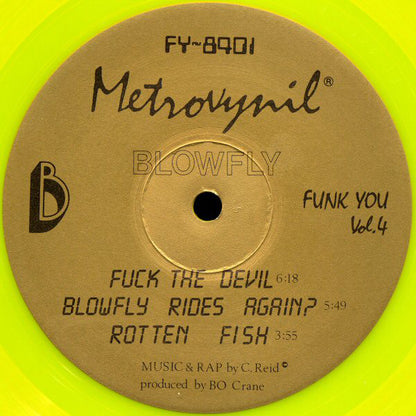 FY~8401
Metrovynil®
BLOWFLY
FUNK YOU
Vol.4
FUCK THE DEVIL 6:18
BLOWFLY RIDES AGAIN? 5:49
ROTTEN FISH 3:55
MUSIC & RAP by C. Reid ©
produced by BO Crane